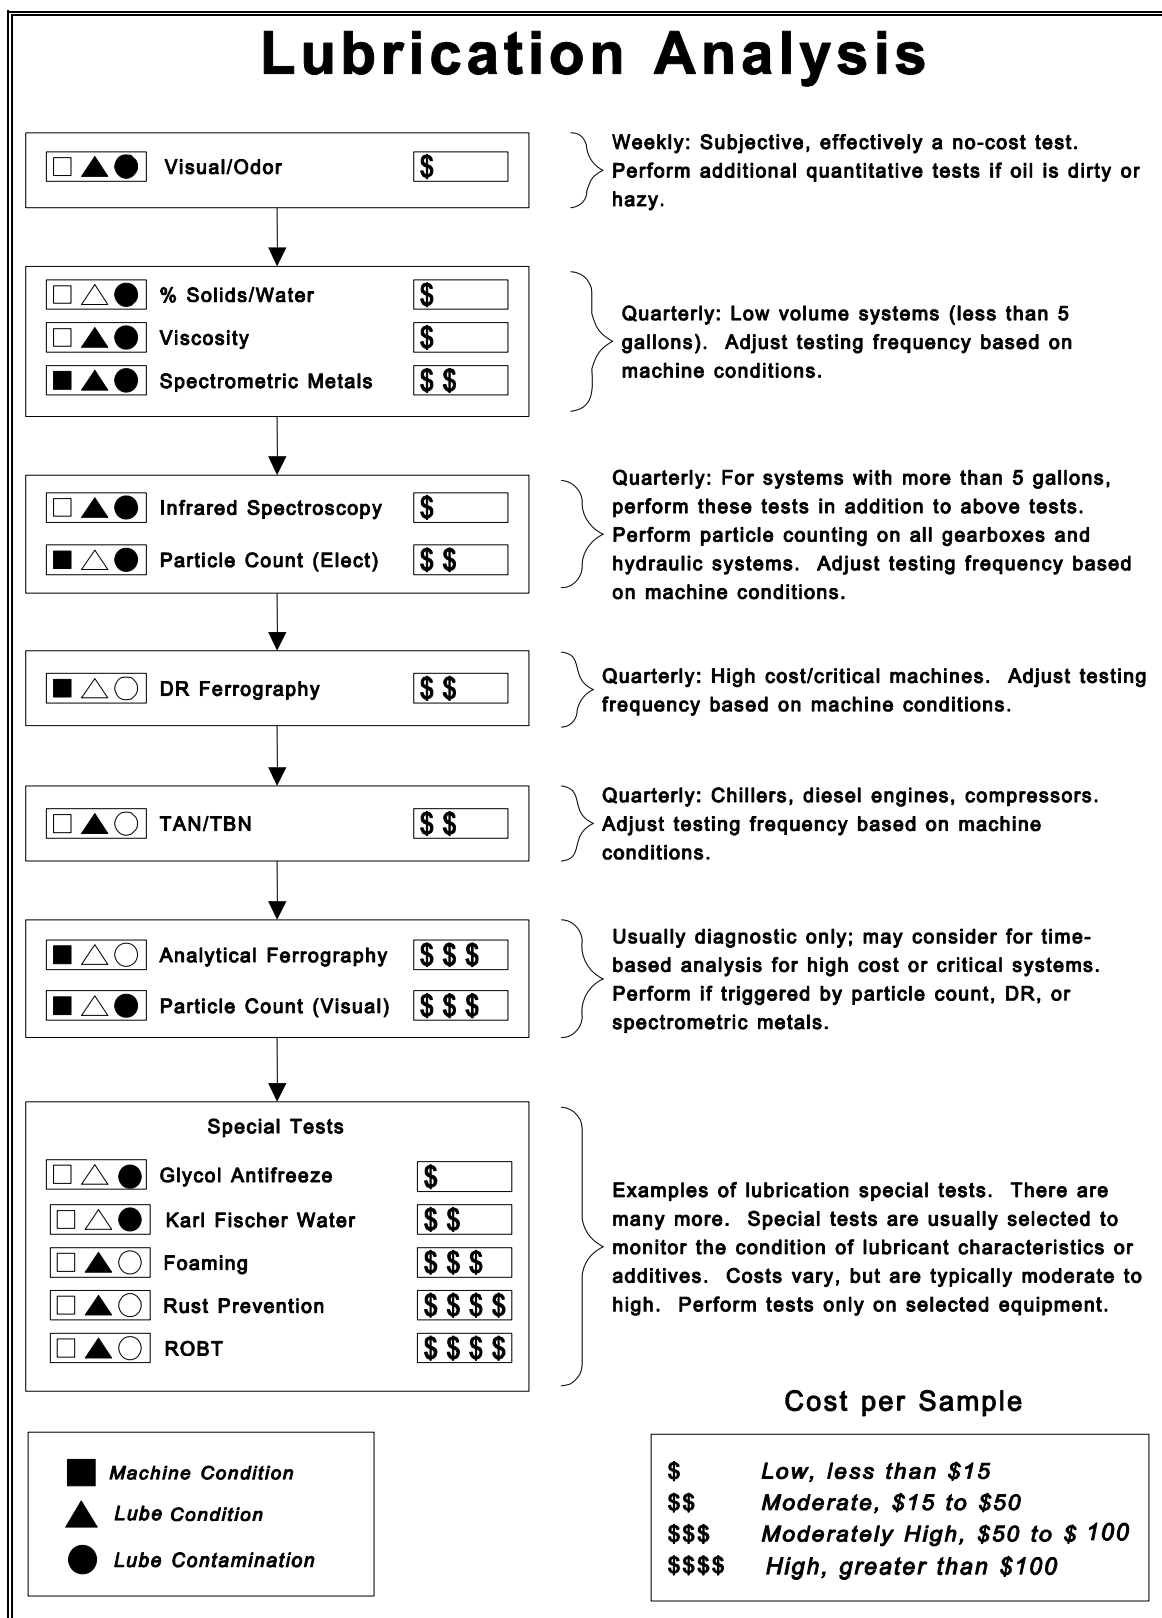 Lubrication Analysis
Visual/Odor $
Weekly: Subjective, effectively a no-cost test.
Perform additional quantitative tests if oil is dirty or
hazy.
% Solids/Water $
Viscosity $
Spectrometric Metals $ $
Quarterly: Low volume systems (less than 5
gallons). Adjust testing frequency based on
machine conditions.
Infrared Spectroscopy $
Particle Count (Elect) $ $
Quarterly: For systems with more than 5 gallons,
perform these tests in addition to above tests.
Perform particle counting on all gearboxes and
hydraulic systems. Adjust testing frequency based
on machine conditions.
DR Ferrography $ $
Quarterly: High cost/critical machines. Adjust testing
frequency based on machine conditions.
TAN/TBN $ $
Quarterly: Chillers, diesel engines, compressors.
Adjust testing frequency based on machine
conditions.
Analytical Ferrography $ $ $
Particle Count (Visual) $ $ $
Usually diagnostic only; may consider for time-
based analysis for high cost or critical systems.
Perform if triggered by particle count, DR, or
spectrometric metals.
Special Tests
Glycol Antifreeze $
Karl Fischer Water $ $
Foaming $ $ $
Rust Prevention $ $ $ $
ROBT $ $ $ $
Examples of lubrication special tests. There are
many more. Special tests are usually selected to
monitor the condition of lubricant characteristics or
additives. Costs vary, but are typically moderate to
high. Perform tests only on selected equipment.
Machine Condition
Lube Condition
Lube Contamination
Cost per Sample
$ Low, less than $15
$$ Moderate, $15 to $50
$$$ Moderately High, $50 to $ 100
$$$$ High, greater than $100